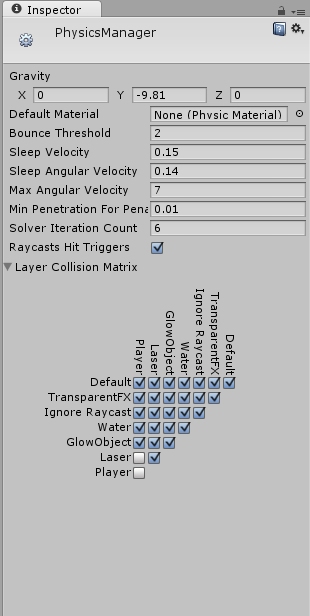 Inspector
PhysicsManager
Gravity
X 0 Y -9.81 Z 0
Default Material None (Physic Material)
Bounce Threshold 2
Sleep Velocity 0.15
Sleep Angular Velocity 0.14
Max Angular Velocity 7
Min Penetration For Pena 0.01
Solver Iteration Count 6
Raycasts Hit Triggers
Layer Collision Matrix
Player Laser GlowObject Water Ignore Raycast TransparentFX Default
Default
TransparentFX
Ignore Raycast
Water
GlowObject
Laser
Player